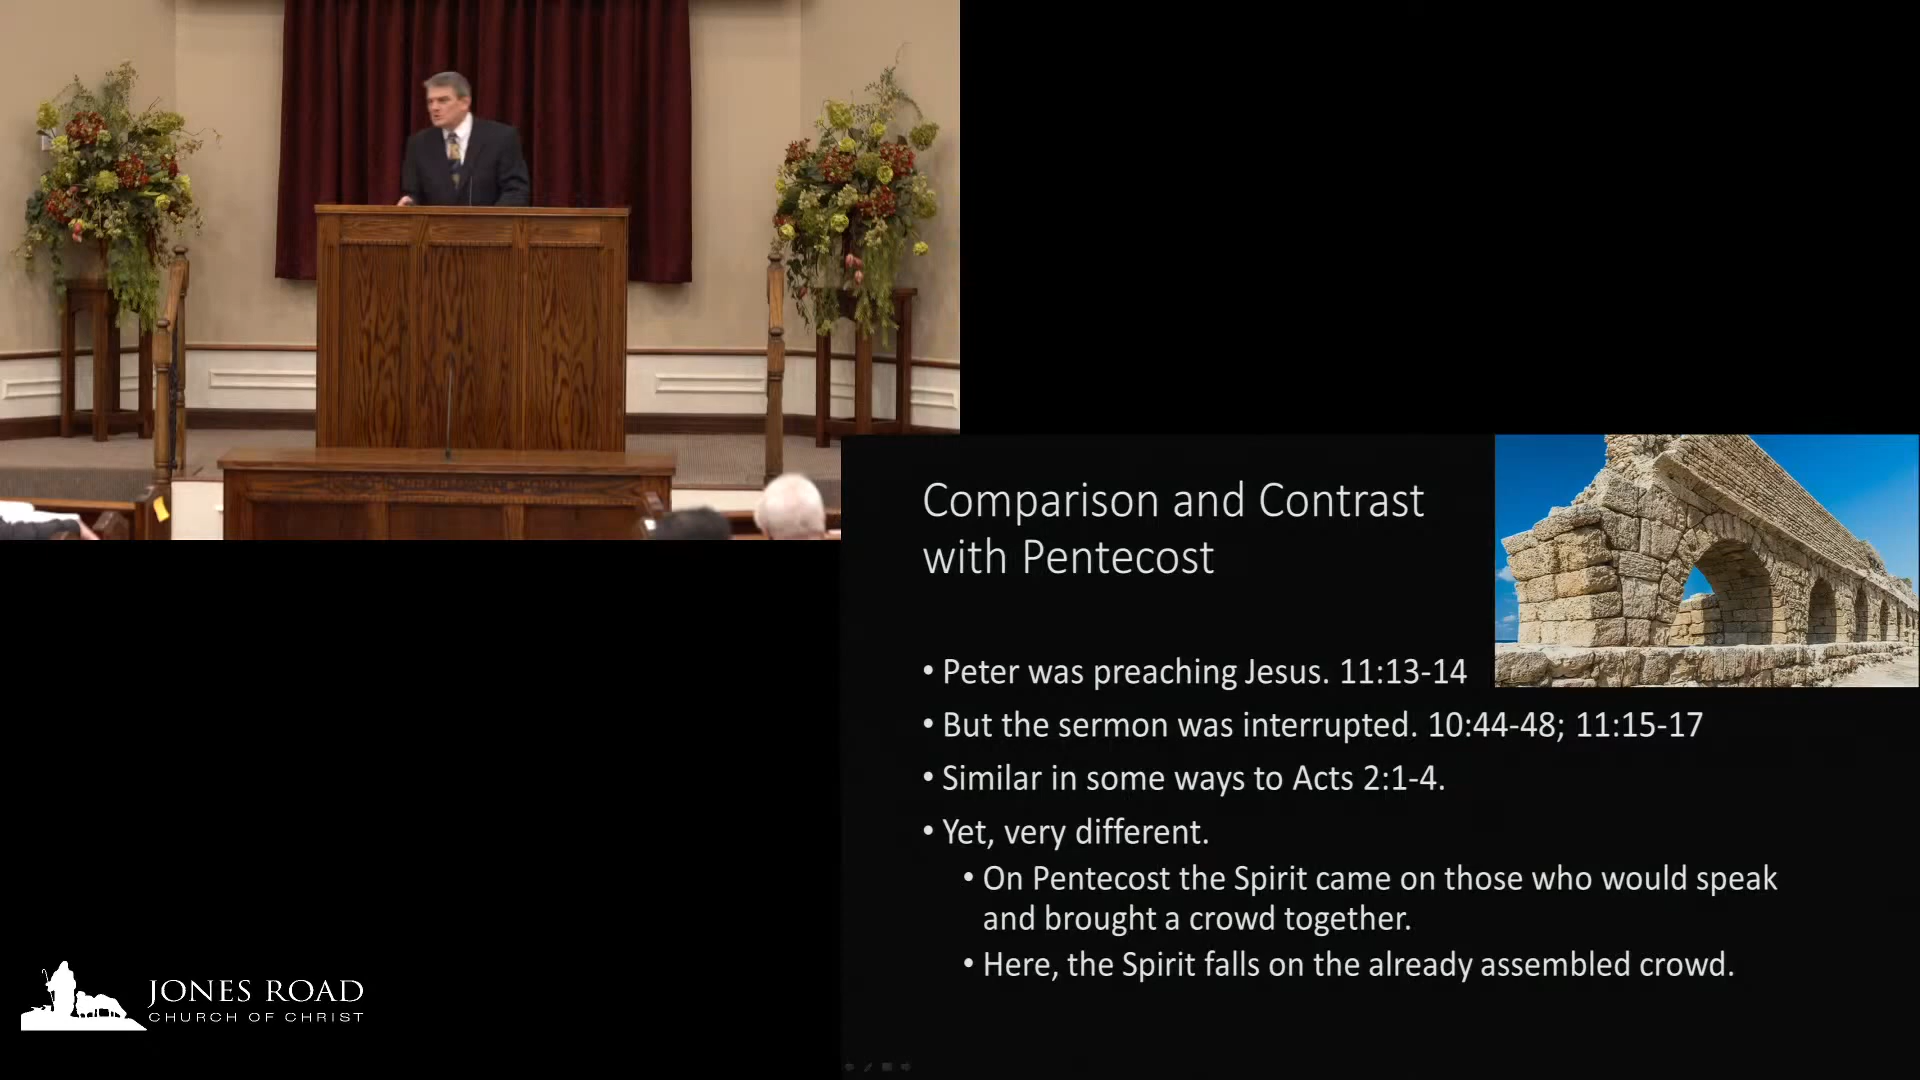 Comparison and Contrast
with Pentecost
• Peter was preaching Jesus. 11:13-14
• But the sermon was interrupted. 10:44-48; 11:15-17
• Similar in some ways to Acts 2:1-4.
• Yet, very different.
• On Pentecost the Spirit came on those who would speak
and brought a crowd together.
• Here, the Spirit falls on the already assembled crowd.
JONES ROAD
CHURCH OF CHRIST